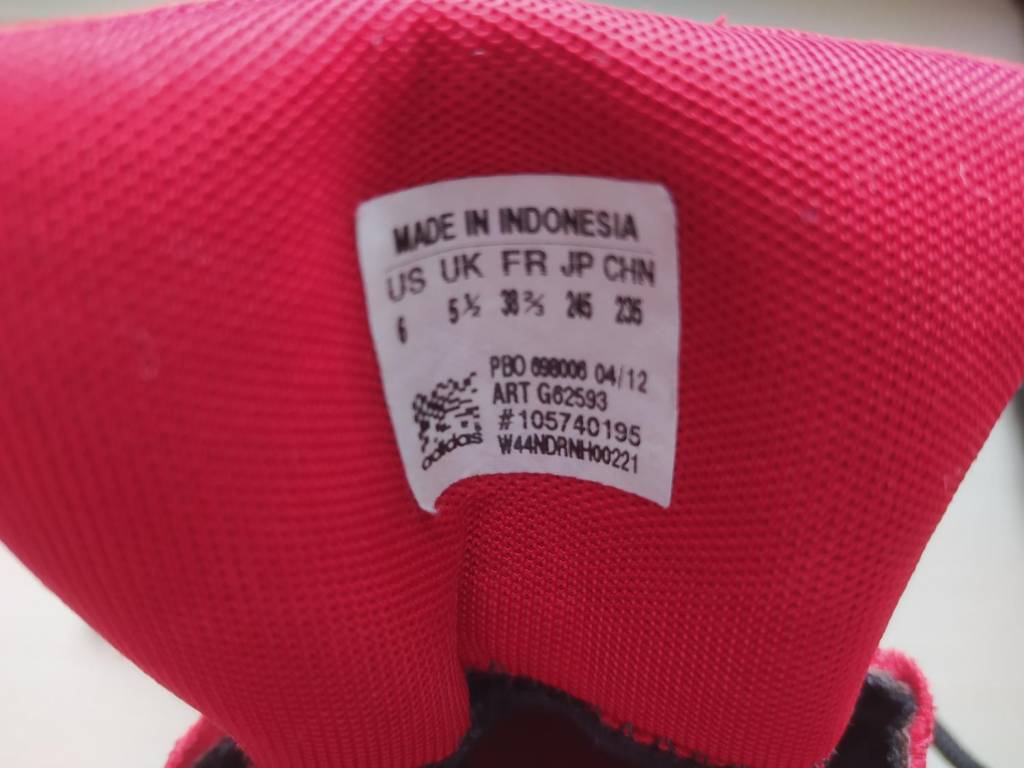 MADE IN INDONESIA
US UK FR JP CHN
6 5½ 38⅔ 245 235
PBO 698006 04/12
ART G62593
#105740195
W44NDRNH00221
adidas